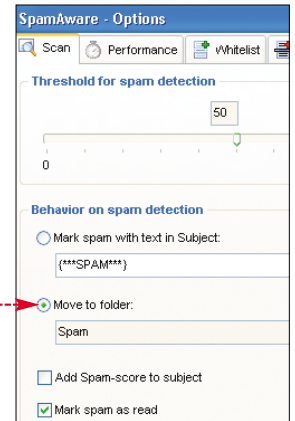 SpamAware - Options
Scan Performance Whitelist
Threshold for spam detection
50
0
Behavior on spam detection
Mark spam with text in Subject:
{***SPAM***}
Move to folder:
Spam
Add Spam-score to subject
Mark spam as read